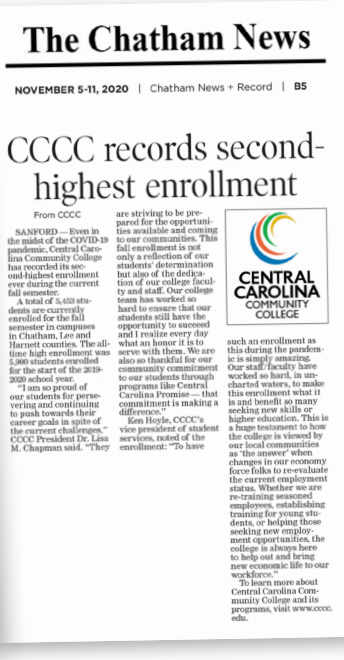 The Chatham News
NOVEMBER 5-11, 2020 | Chatham News + Record | B5
CCCC records second-
highest enrollment
From CCCC
SANFORD — Even in
the midst of the COVID-19
pandemic, Central Caro-
lina Community College
has recorded its sec-
ond-highest enrollment
ever during the current
fall semester.
A total of 5,453 stu-
dents are currently
enrolled for the fall
semester in campuses
in Chatham, Lee and
Harnett counties. The all-
time high enrollment was
5,900 students enrolled
for the start of the 2019-
2020 school year.
"I am so proud of
our students for perse-
vering and continuing
to push towards their
career goals in spite of
the current challenges,"
CCCC President Dr. Lisa
M. Chapman said. "They
are striving to be pre-
pared for the opportuni-
ties available and coming
to our communities. This
fall enrollment is not
only a reflection of our
students' determination
but also of the dedica-
tion of our college facul-
ty and staff. Our college
team has worked so
hard to ensure that our
students still have the
opportunity to succeed
and I realize every day
what an honor it is to
serve with them. We are
also so thankful for our
community commitment
to our students through
programs like Central
Carolina Promise — that
commitment is making a
difference."
Ken Hoyle, CCCC's
vice president of student
services, noted of the
enrollment: "To have
CENTRAL
CAROLINA
COMMUNITY
COLLEGE
such an enrollment as
this during the pandem-
ic is simply amazing.
Our staff/faculty have
worked so hard, in un-
charted waters, to make
this enrollment what it
is and benefit so many
seeking new skills or
higher education. This is
a huge testament to how
the college is viewed by
our local communities
as 'the answer' when
changes in our economy
force folks to re-evaluate
the current employment
status. Whether we are
re-training seasoned
employees, establishing
training for young stu-
dents, or helping those
seeking new employ-
ment opportunities, the
college is always here
to help out and bring
new economic life to our
workforce."
To learn more about
Central Carolina Com-
munity College and its
programs, visit www.cccc.
edu.